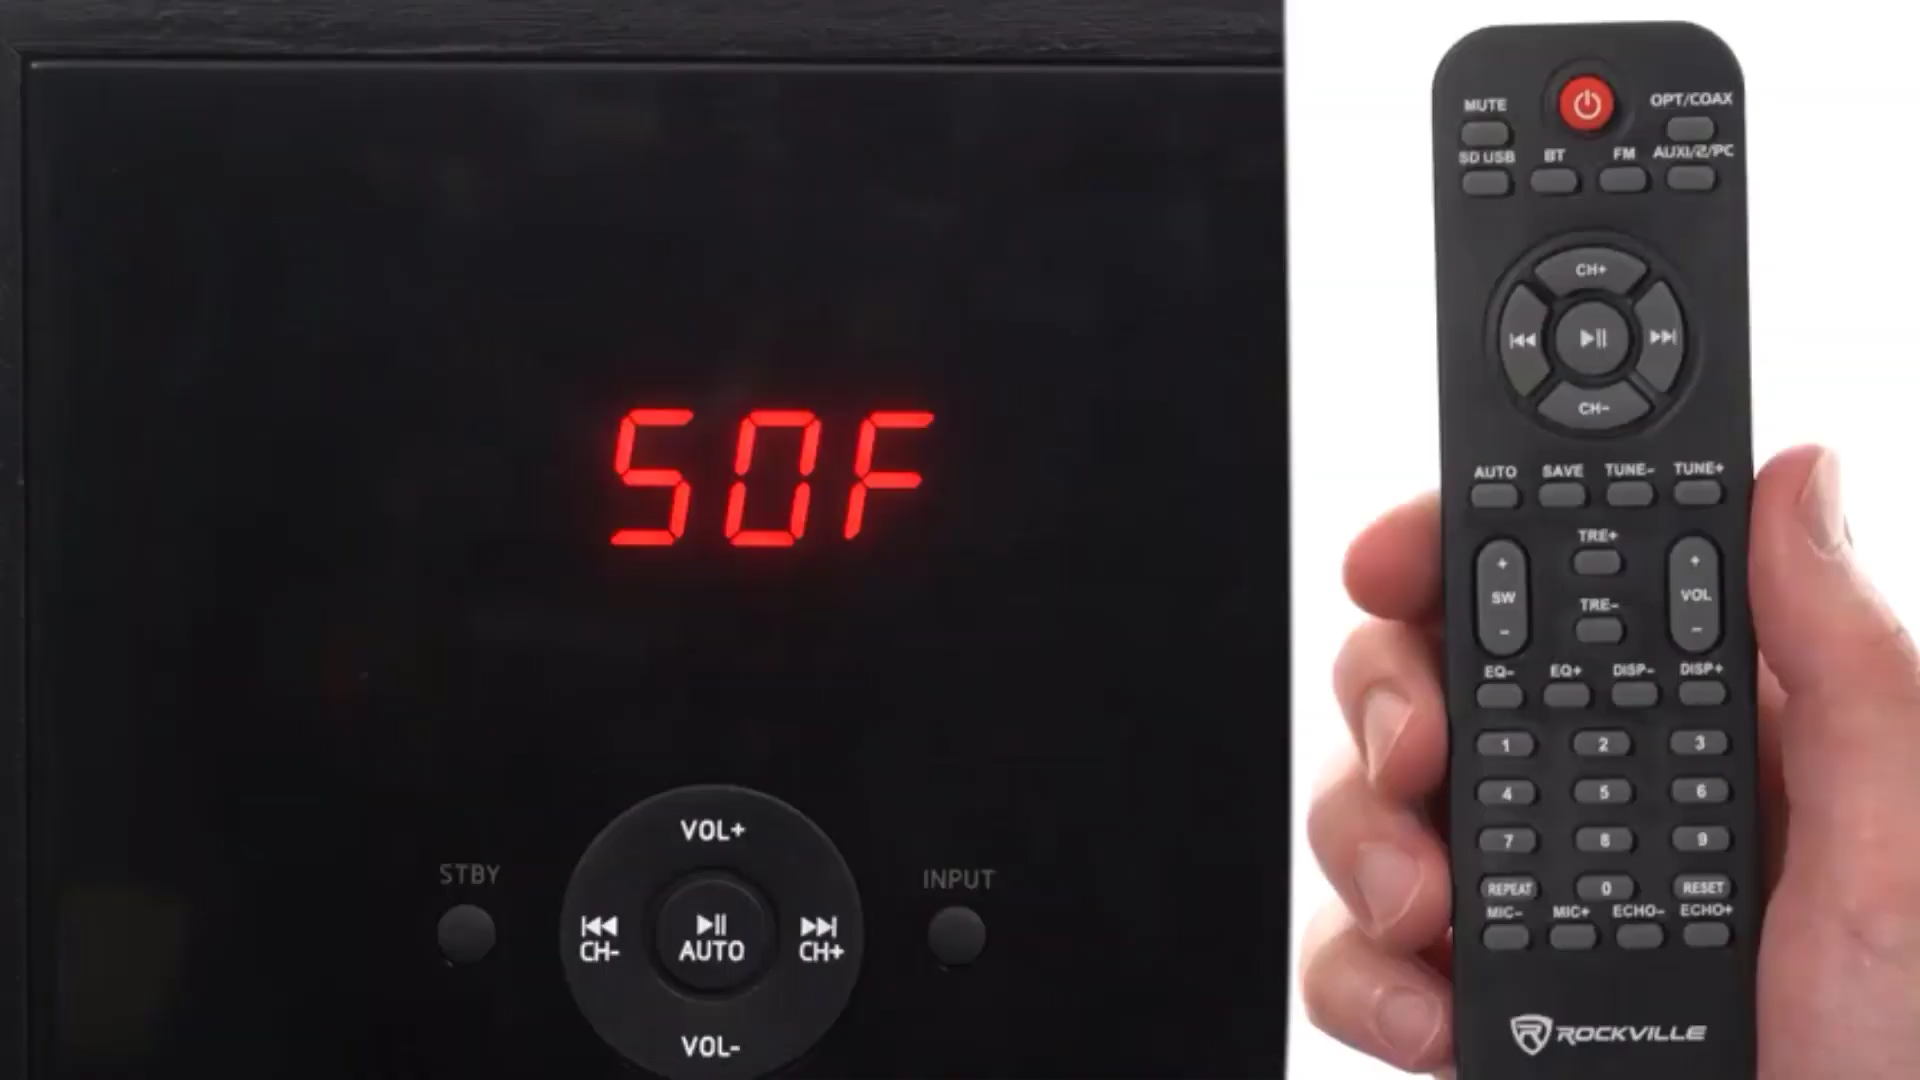 SOF
STBY
VOL+
INPUT
CH-
AUTO
CH+
VOL-
MUTE
OPT/COAX
SD USB
BT
FM
AUX1/2/PC
CH+
CH-
AUTO
SAVE
TUNE-
TUNE+
TRE+
+
SW
-
+
VOL
-
TRE-
EQ-
EQ+
DISP-
DISP+
1
2
3
4
5
6
7
8
9
REPEAT
0
RESET
MIC-
MIC+
ECHO-
ECHO+
ROCKVILLE